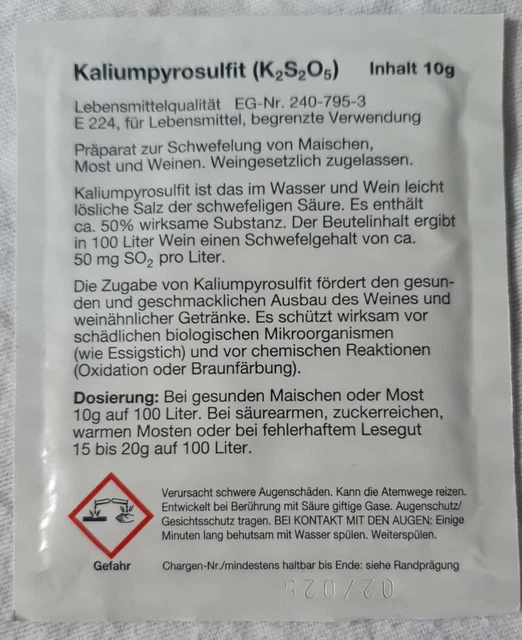 Kaliumpyrosulfit (K₂S₂O₅) Inhalt 10g
Lebensmittelqualität EG-Nr. 240-795-3
E 224, für Lebensmittel, begrenzte Verwendung
Präparat zur Schwefelung von Maischen,
Most und Weinen. Weingesetzlich zugelassen.
Kaliumpyrosulfit ist das im Wasser und Wein leicht
lösliche Salz der schwefeligen Säure. Es enthält
ca. 50% wirksame Substanz. Der Beutelinhalt ergibt
in 100 Liter Wein einen Schwefelgehalt von ca.
50 mg SO₂ pro Liter.
Die Zugabe von Kaliumpyrosulfit fördert den gesun-
den und geschmacklichen Ausbau des Weines und
weinähnlicher Getränke. Es schützt wirksam vor
schädlichen biologischen Mikroorganismen
(wie Essigstich) und vor chemischen Reaktionen
(Oxidation oder Braunfärbung).
Dosierung: Bei gesunden Maischen oder Most
10g auf 100 Liter. Bei säurearmen, zuckerreichen,
warmen Mosten oder bei fehlerhaftem Lesegut
15 bis 20g auf 100 Liter.
Verursacht schwere Augenschäden. Kann die Atemwege reizen.
Entwickelt bei Berührung mit Säure giftige Gase. Augenschutz/
Gesichtsschutz tragen. BEI KONTAKT MIT DEN AUGEN: Einige
Minuten lang behutsam mit Wasser spülen. Weiterspülen.
Gefahr
Chargen-Nr./mindestens haltbar bis Ende: siehe Randprägung